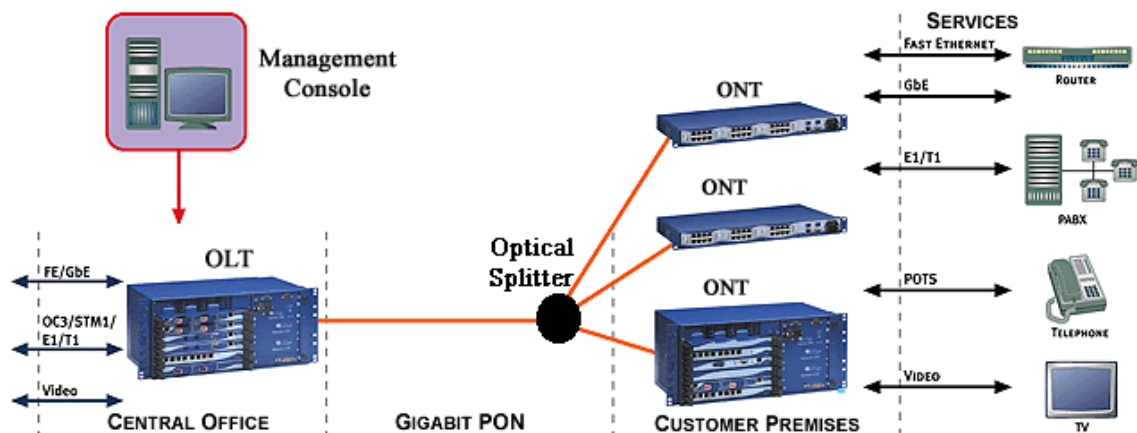 SERVICES
Management
Console
FAST ETHERNET
ROUTER
ONT
GbE
E1/T1
ONT
PABX
OLT
Optical
Splitter
FE/GbE
ONT
POTS
OC3/STM1/
E1/T1
TELEPHONE
Video
VIDEO
CENTRAL OFFICE
GIGABIT PON
CUSTOMER PREMISES
TV